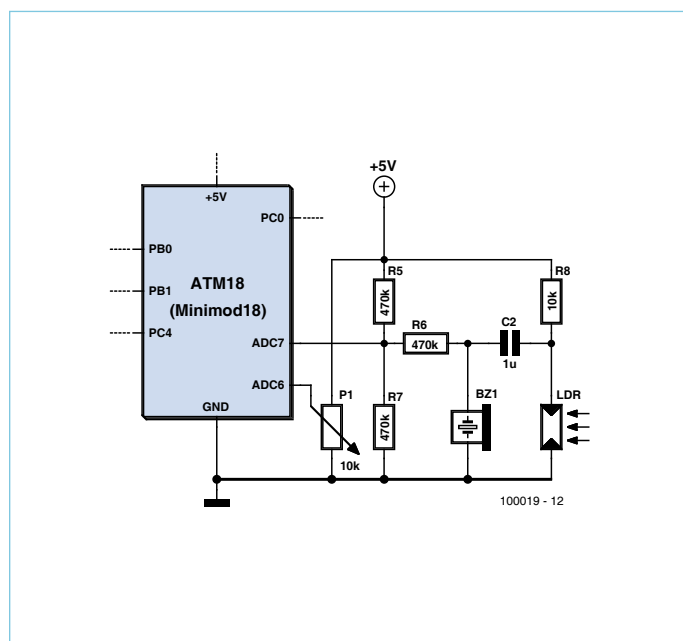 +5V
+5V
PC0
PB0
R5
470k
R8
10k
ATM18
(Minimod18)
PB1
R6
470k
C2
1u
PC4
ADC7
ADC6
P1
10k
R7
470k
BZ1
LDR
GND
100019 - 12